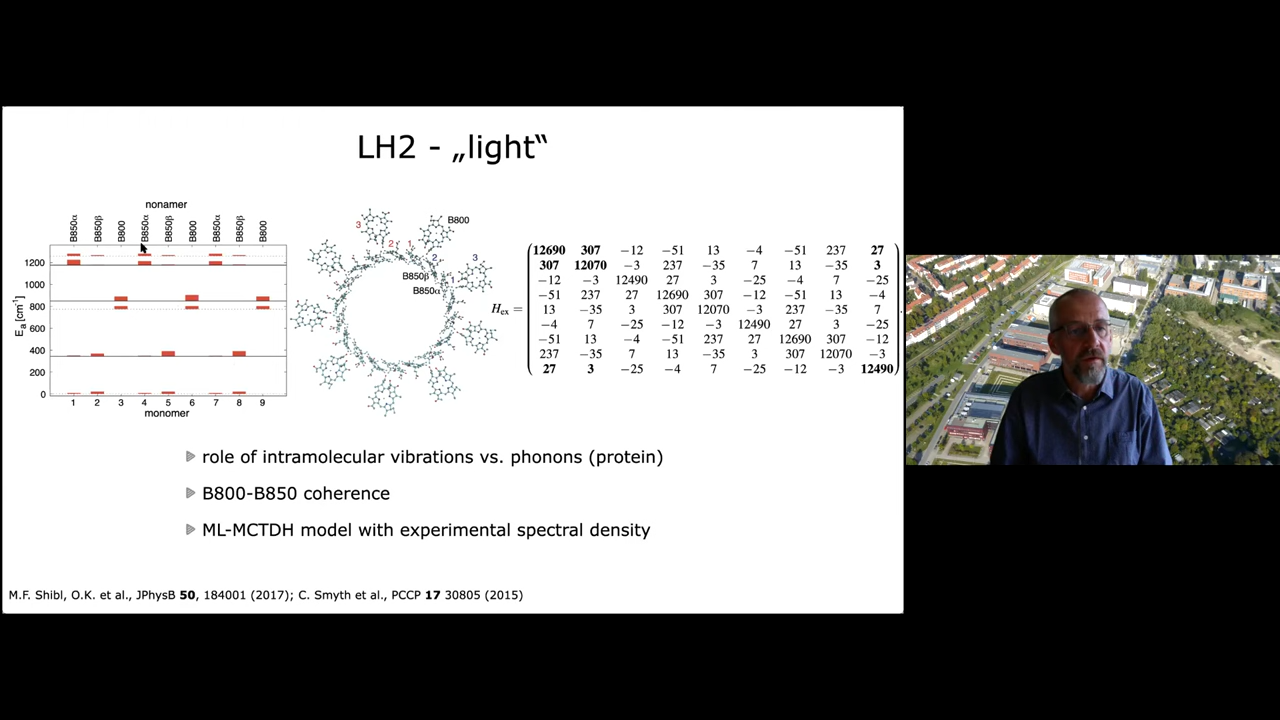 LH2 - „light‟
nonamer
B850α B850β B800 B850α B850β B800 B850α B850β B800
1200
1000
800
600
400
200
0
Eₐ [cm⁻¹]
1 2 3 4 5 6 7 8 9
monomer
B800
3
2
1
3
2
1
B850β
B850α
H_ex =
12690 307 −12 −51 13 −4 −51 237 27
307 12070 −3 237 −35 7 13 −35 3
−12 −3 12490 27 3 −25 −4 7 −25
−51 237 27 12690 307 −12 −51 13 −4
13 −35 3 307 12070 −3 237 −35 7
−4 7 −25 −12 −3 12490 27 3 −25
−51 13 −4 −51 237 27 12690 307 −12
237 −35 7 13 −35 3 307 12070 −3
27 3 −25 −4 7 −25 −12 −3 12490
.
role of intramolecular vibrations vs. phonons (protein)
B800-B850 coherence
ML-MCTDH model with experimental spectral density
M.F. Shibl, O.K. et al., JPhysB 50, 184001 (2017); C. Smyth et al., PCCP 17 30805 (2015)